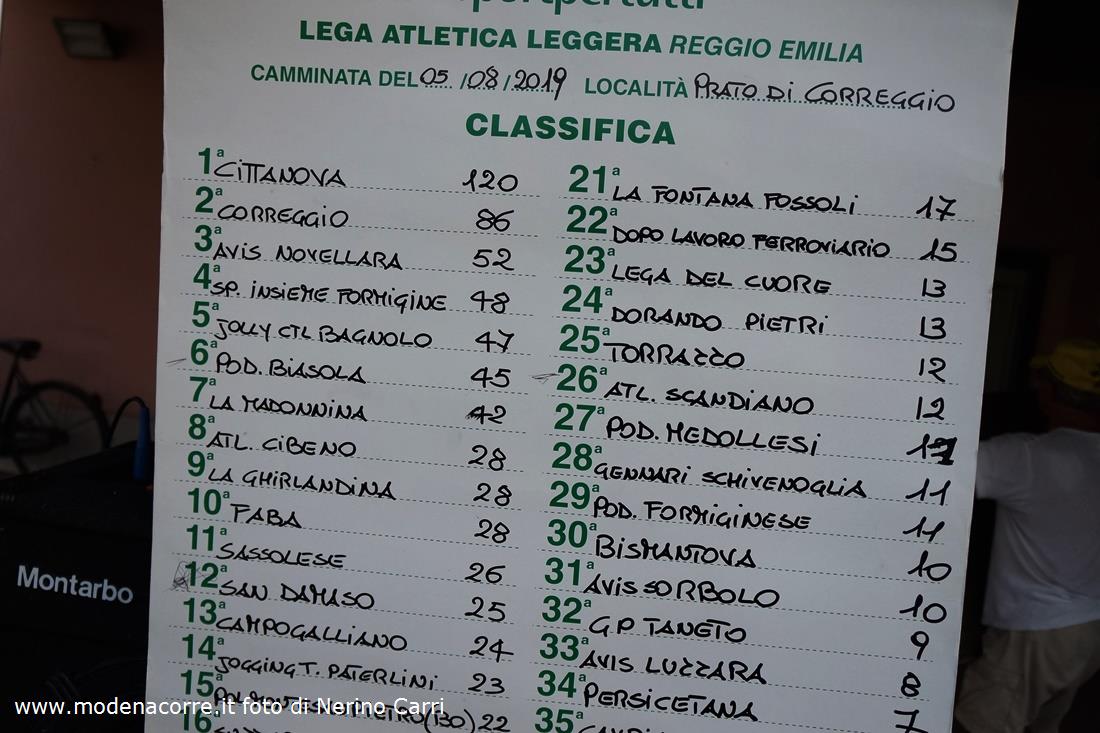 sportpertutti
LEGA ATLETICA LEGGERA REGGIO EMILIA
CAMMINATA DEL 05 /08 /2019 LOCALITÀ PRATO DI CORREGGIO
CLASSIFICA
1ª CITTANOVA 120
2ª CORREGGIO 86
3ª AVIS NOVELLARA 52
4ª SP. INSIEME FORMIGINE 48
5ª JOLLY CTL BAGNOLO 47
6ª POD. BIASOLA 45
7ª LA MADONNINA 42
8ª ATL. CIBENO 28
9ª LA GHIRLANDINA 28
10ª FABA 28
11ª SASSOLESE 26
12ª SAN DAMASO 25
13ª CAMPOGALLIANO 24
14ª JOGGING T. PATERLINI 23
15ª (130) 22
16ª
21ª LA FONTANA FOSSOLI 17
22ª DOPO LAVORO FERROVIARIO 15
23ª LEGA DEL CUORE 13
24ª DORANDO PIETRI 13
25ª TORRAZZO 12
26ª ATL. SCANDIANO 12
27ª POD. MEDOLLESI
28ª GENNARI SCHIVENOGLIA 11
29ª POD. FORMIGINESE 11
30ª BISMANTOVA 10
31ª AVIS SORBOLO 10
32ª G.P TANETO 9
33ª AVIS LUZZARA 8
34ª PERSICETANA 7
35ª
Montarbo
www.modenacorre.it foto di Nerino Carri